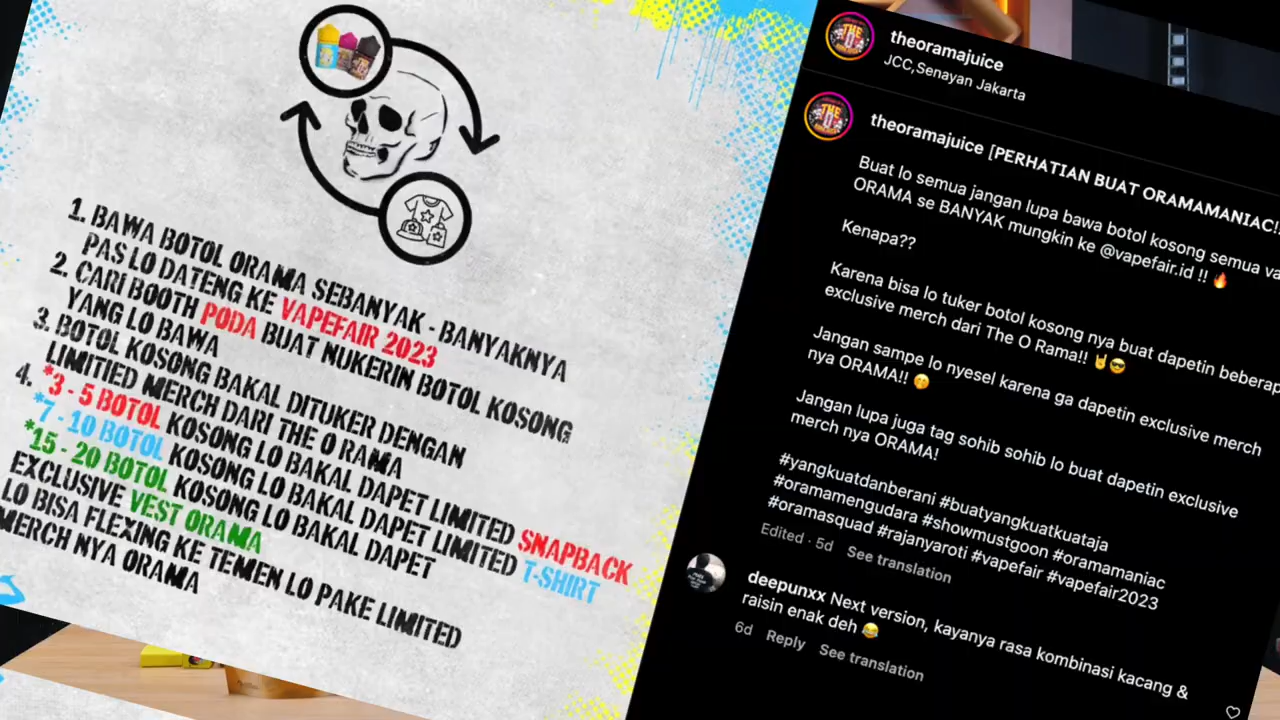 1. BAWA BOTOL ORAMA SEBANYAK - BANYAKNYA
PAS LO DATENG KE VAPEFAIR 2023
2. CARI BOOTH PODA BUAT NUKERIN BOTOL KOSONG
YANG LO BAWA
3. BOTOL KOSONG BAKAL DITUKER DENGAN
LIMITIED MERCH DARI THE O RAMA
4. *3 - 5 BOTOL KOSONG LO BAKAL DAPET LIMITED SNAPBACK
*7 - 10 BOTOL KOSONG LO BAKAL DAPET LIMITED T-SHIRT
*15 - 20 BOTOL KOSONG LO BAKAL DAPET
EXCLUSIVE VEST ORAMA
LO BISA FLEXING KE TEMEN LO PAKE LIMITED
MERCH NYA ORAMA
theoramajuice
JCC,Senayan Jakarta
theoramajuice [PERHATIAN BUAT ORAMAMANIAC!!
Buat lo semua jangan lupa bawa botol kosong semua va
ORAMA se BANYAK mungkin ke @vapefair.id !! 🔥
Kenapa??
Karena bisa lo tuker botol kosong nya buat dapetin beberap
exclusive merch dari The O Rama!! 🤘😎
Jangan sampe lo nyesel karena ga dapetin exclusive merch
nya ORAMA!! 🤭
Jangan lupa juga tag sohib sohib lo buat dapetin exclusive
merch nya ORAMA!
#yangkuatdanberani #buatyangkuatkuataja
#oramamengudara #showmustgoon #oramamaniac
#oramasquad #rajanyaroti #vapefair #vapefair2023
Edited · 5d See translation
deepunxx Next version, kayanya rasa kombinasi kacang &
raisin enak deh 😂
6d Reply See translation